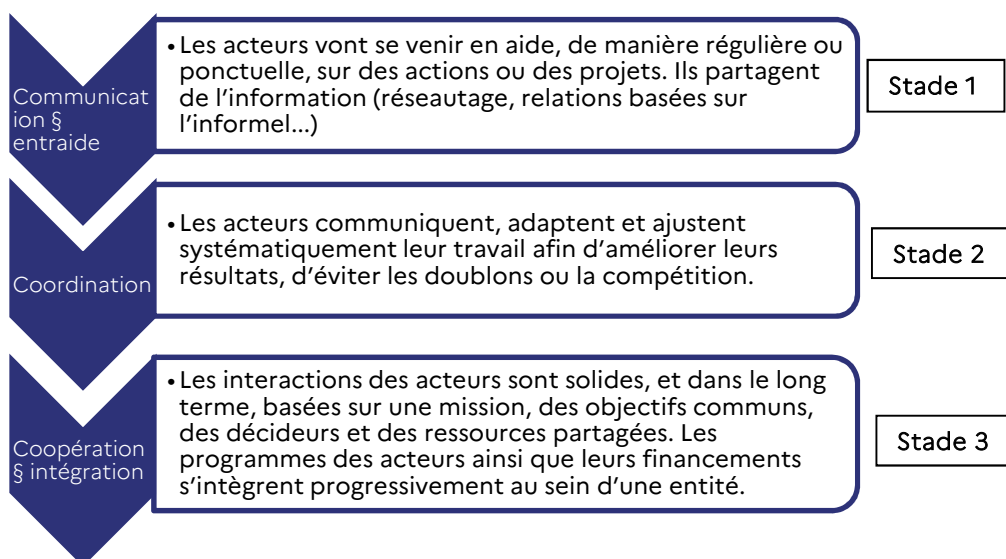 Communicat
ion §
entraide
•Les acteurs vont se venir en aide, de manière régulière ou
ponctuelle, sur des actions ou des projets. Ils partagent
de l’information (réseautage, relations basées sur
l’informel...)
Stade 1
Coordination
•Les acteurs communiquent, adaptent et ajustent
systématiquement leur travail afin d’améliorer leurs
résultats, d’éviter les doublons ou la compétition.
Stade 2
Coopération
§ intégration
•Les interactions des acteurs sont solides, et dans le long
terme, basées sur une mission, des objectifs communs,
des décideurs et des ressources partagées. Les
programmes des acteurs ainsi que leurs financements
s’intègrent progressivement au sein d’une entité.
Stade 3